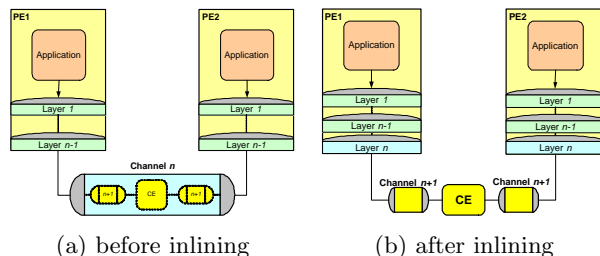 PE1
Application
Layer 1
Layer n-1
PE2
Application
Layer 1
Layer n-1
Channel n
n+1
CE
n+1
(a) before inlining
PE1
Application
Layer 1
Layer n-1
Layer n
PE2
Application
Layer 1
Layer n-1
Layer n
Channel n+1
CE
Channel n+1
(b) after inlining